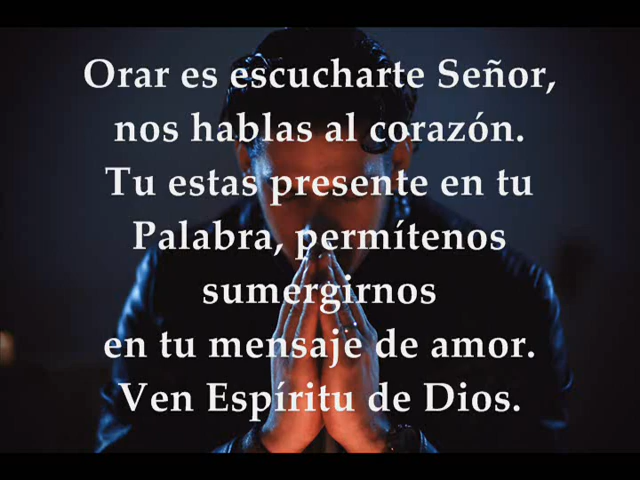 Orar es escucharte Señor,
nos hablas al corazón.
Tu estas presente en tu
Palabra, permítenos
sumergirnos
en tu mensaje de amor.
Ven Espíritu de Dios.